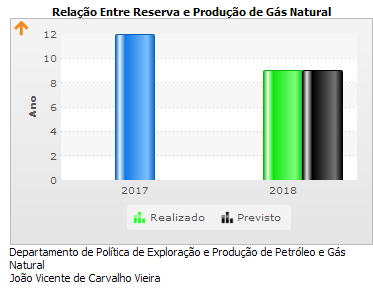 Relação Entre Reserva e Produção de Gás Natural
Ano
12
10
8
6
4
2
0
2017
2018
Realizado
Previsto
Departamento de Política de Exploração e Produção de Petróleo e Gás
Natural
João Vicente de Carvalho Vieira